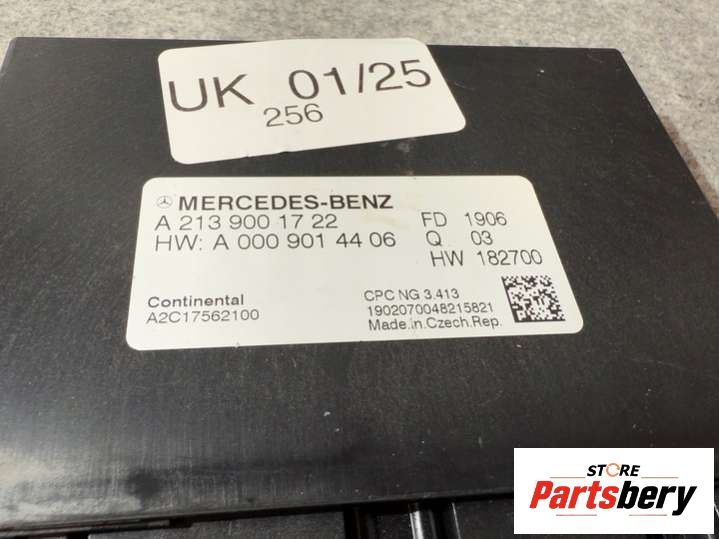 UK 01/25
256
MERCEDES-BENZ
A 213 900 17 22 FD 1906
HW: A 000 901 44 06 Q 03
HW 182700
Continental CPC NG 3.413
A2C17562100 1902070048215821
Made.in.Czech.Rep.
STORE
Partsbery